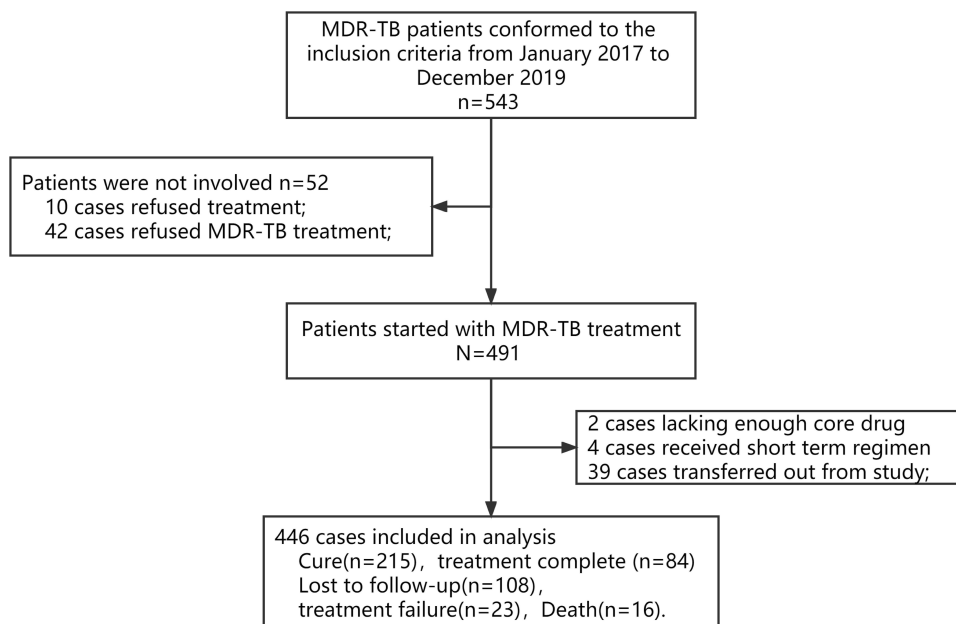 MDR-TB patients conformed to the
inclusion criteria from January 2017 to
December 2019
n=543
Patients were not involved n=52
10 cases refused treatment;
42 cases refused MDR-TB treatment;
Patients started with MDR-TB treatment
N=491
2 cases lacking enough core drug
4 cases received short term regimen
39 cases transferred out from study;
446 cases included in analysis
Cure(n=215),  treatment complete (n=84)
Lost to follow-up(n=108),
treatment failure(n=23),  Death(n=16).